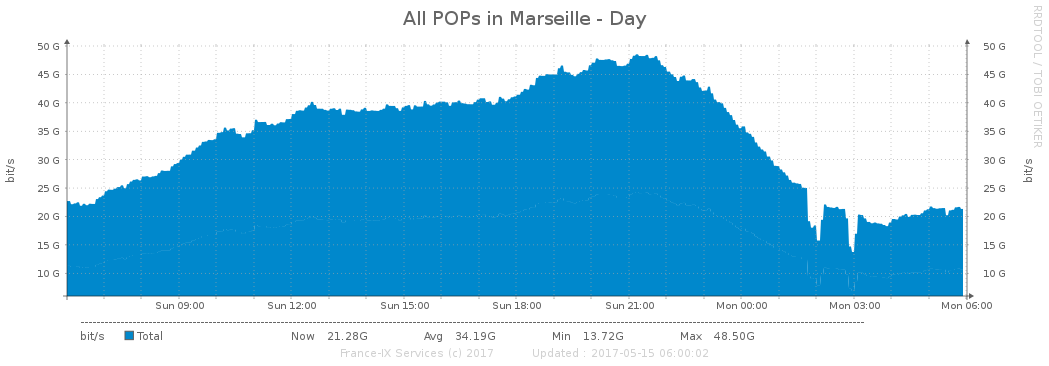 All POPs in Marseille - Day
RRDTOOL / TOBI OETIKER
50 G 50 G
45 G 45 G
40 G 40 G
35 G 35 G
30 G 30 G
25 G 25 G
20 G 20 G
15 G 15 G
10 G 10 G
bit/s
bit/s
Sun 09:00 Sun 12:00 Sun 15:00 Sun 18:00 Sun 21:00 Mon 00:00 Mon 03:00 Mon 06:00
bit/s Total Now 21.28G Avg 34.19G Min 13.72G Max 48.50G
France-IX Services (c) 2017 Updated : 2017-05-15 06:00:02